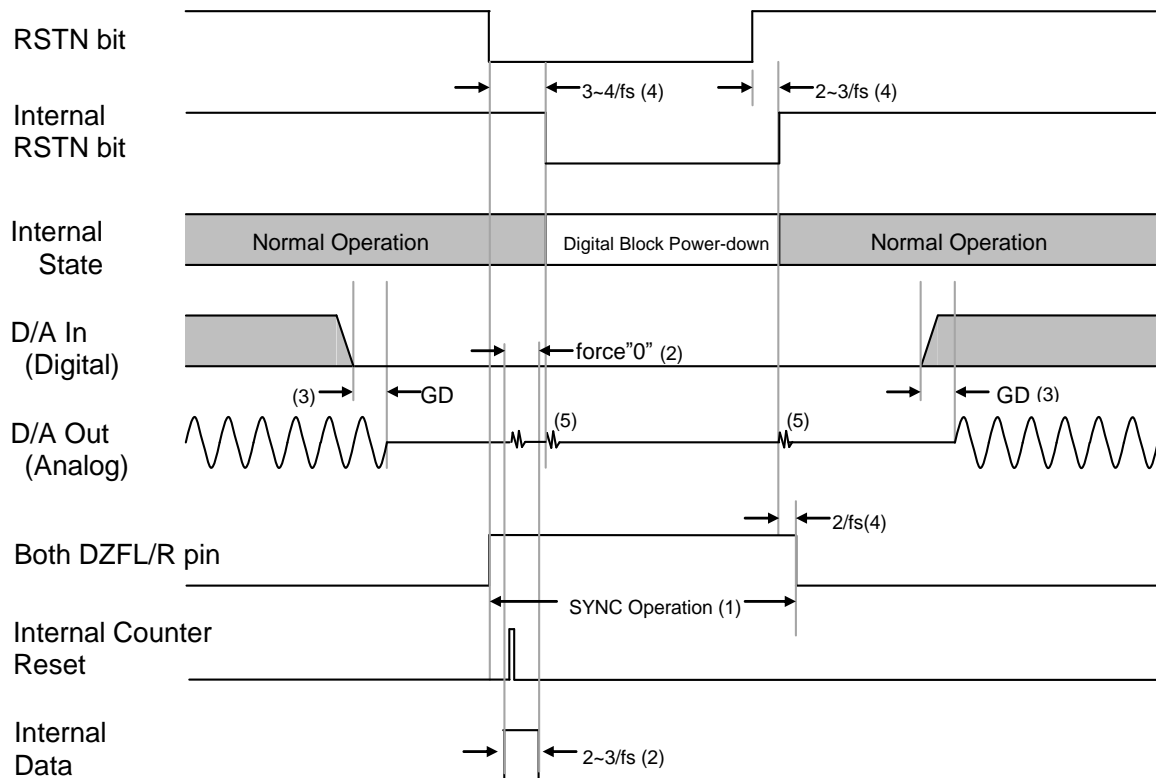 RSTN bit
3~4/fs (4)
2~3/fs (4)
Internal
RSTN bit
Internal
State
Normal Operation
Digital Block Power-down
Normal Operation
D/A In
(Digital)
force”0” (2)
(3)
GD
GD (3)
D/A Out
(Analog)
(5)
(5)
2/fs(4)
Both DZFL/R pin
SYNC Operation (1)
Internal Counter
Reset
Internal
Data
2~3/fs (2)